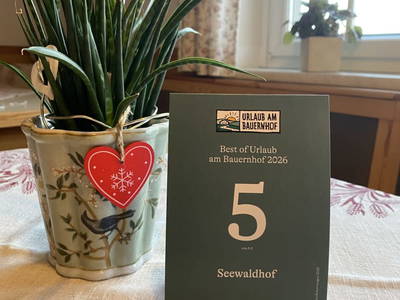 URLAUB AM
BAUERNHOF
Best of Urlaub
am Bauernhof 2026
5
Seewaldhof